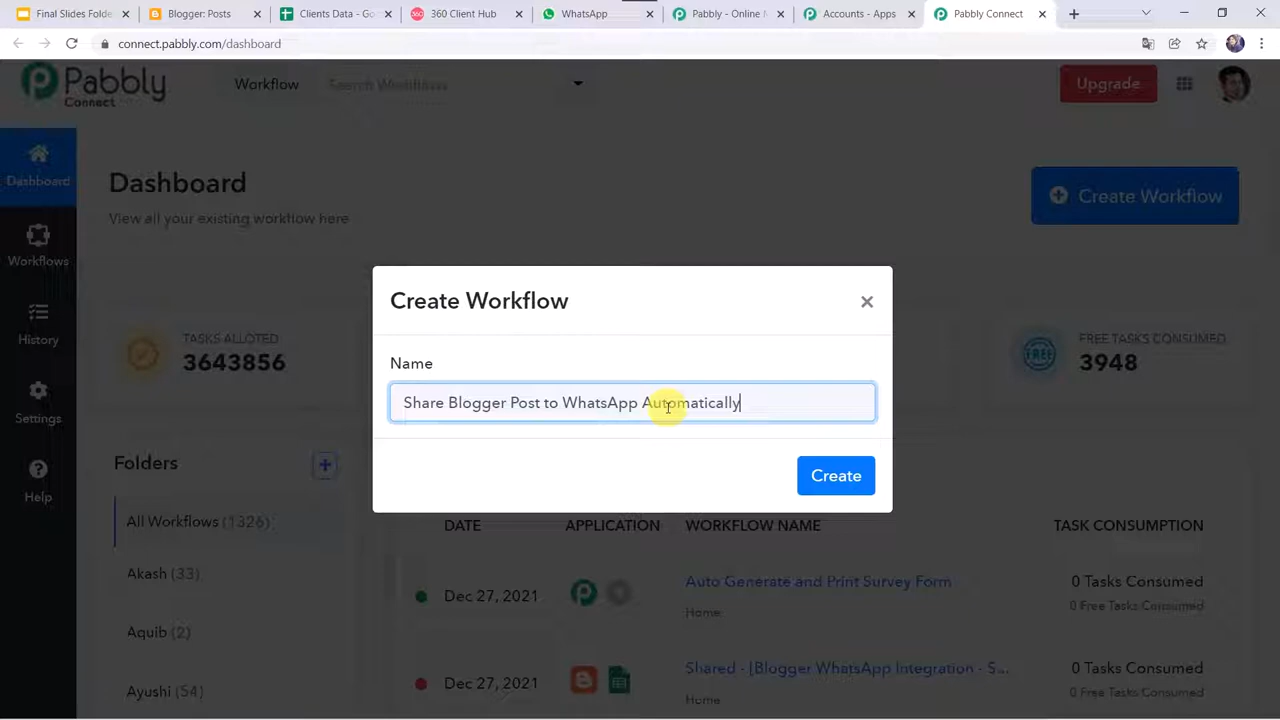 Final Slides Folde
Blogger: Posts
Clients Data - Go
360 Client Hub
WhatsApp
Pabbly - Online M
Accounts - Apps
Pabbly Connect
connect.pabbly.com/dashboard
Pabbly
Connect
Workflow
Search Workflows
Upgrade
Dashboard
Dashboard
View all your existing workflow here
Create Workflow
Workflows
History
Settings
Help
TASKS ALLOTED
3643856
FREE TASKS CONSUMED
3948
Create Workflow
×
Name
Share Blogger Post to WhatsApp Automatically
Create
Folders
+
All Workflows (1326)
Akash (33)
Aquib (2)
Ayushi (54)
DATE APPLICATION WORKFLOW NAME TASK CONSUMPTION
Dec 27, 2021 Auto Generate and Print Survey Form 0 Tasks Consumed
Home 0 Free Tasks Consumed
Dec 27, 2021 Shared - [Blogger WhatsApp Integration - S... 0 Tasks Consumed
Home 0 Free Tasks Consumed